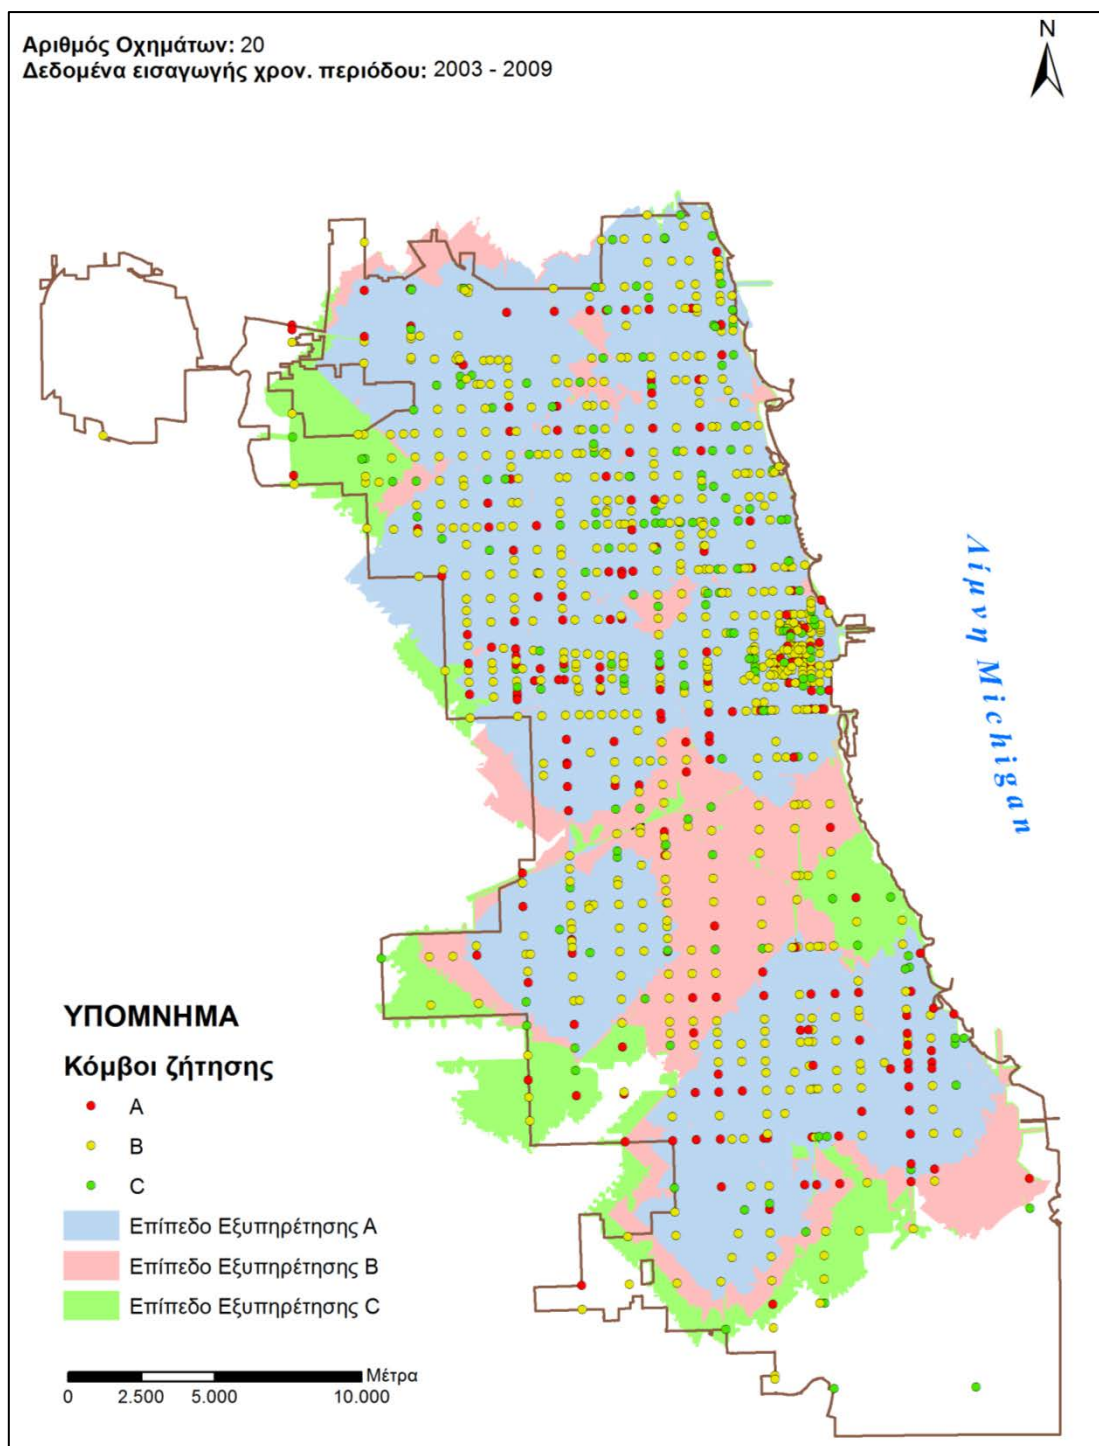 Αριθμός Οχημάτων: 20
Δεδομένα εισαγωγής χρον. περιόδου: 2003 - 2009
N
Λίμνη Michigan
ΥΠΟΜΝΗΜΑ
Κόμβοι ζήτησης
A
B
C
Επίπεδο Εξυπηρέτησης A
Επίπεδο Εξυπηρέτησης B
Επίπεδο Εξυπηρέτησης C
Μέτρα
0 2.500 5.000 10.000